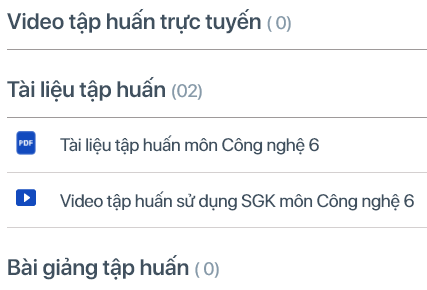 Video tập huấn trực tuyến ( 0)
Tài liệu tập huấn (02)
PDF Tài liệu tập huấn môn Công nghệ 6
Video tập huấn sử dụng SGK môn Công nghệ 6
Bài giảng tập huấn ( 0)